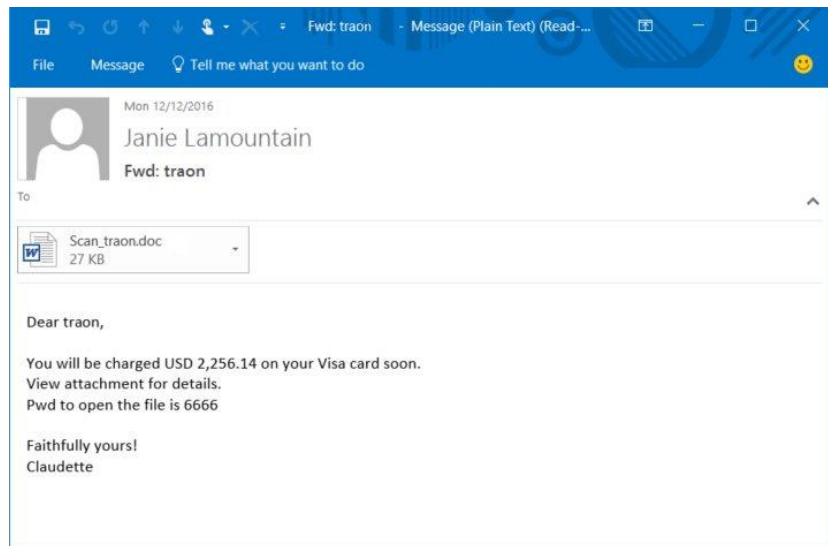 Fwd: traon - Message (Plain Text) (Read-...
File Message Tell me what you want to do
Mon 12/12/2016
Janie Lamountain
Fwd: traon
To
Scan_traon.doc
27 KB
Dear traon,
You will be charged USD 2,256.14 on your Visa card soon.
View attachment for details.
Pwd to open the file is 6666
Faithfully yours!
Claudette